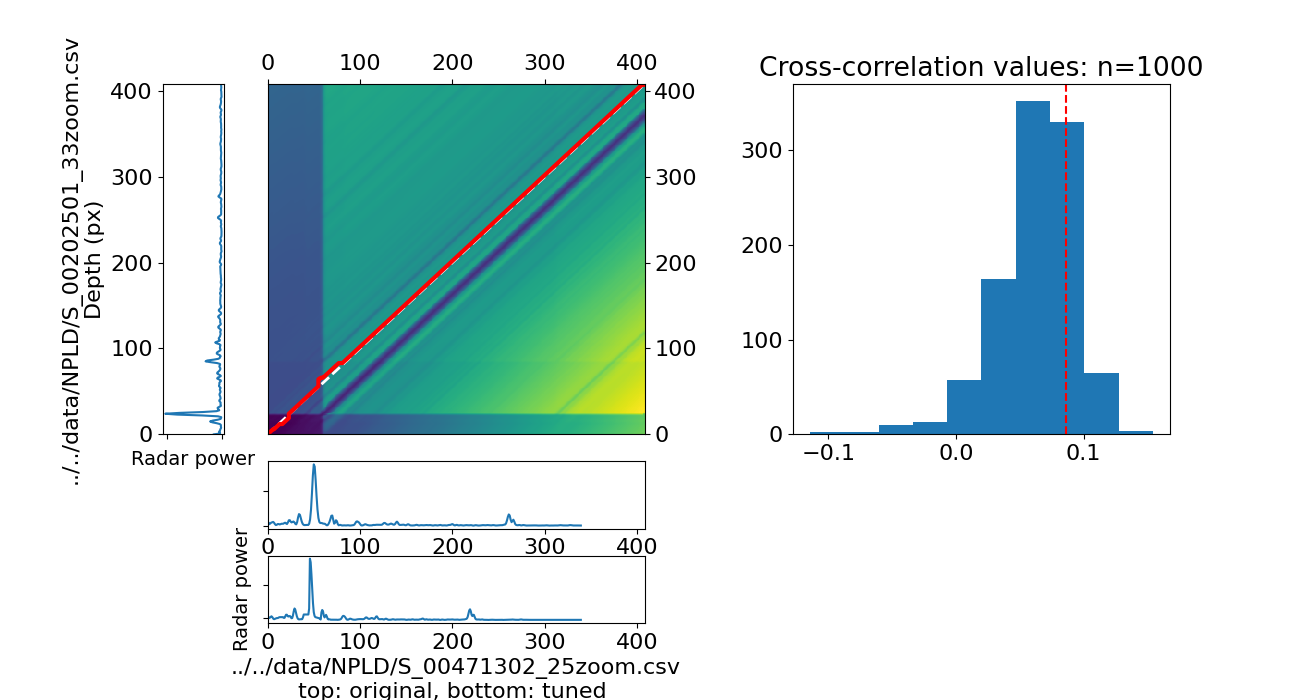 0 100 200 300 400
Cross-correlation values: n=1000
../../data/NPLD/S_00202501_33zoom.csv
Depth (px)
400
300
200
100
0
400
300
200
100
0
300
200
100
0
−0.1 0.0 0.1
Radar power
0 100 200 300 400
Radar power
0 100 200 300 400
../../data/NPLD/S_00471302_25zoom.csv
top: original, bottom: tuned